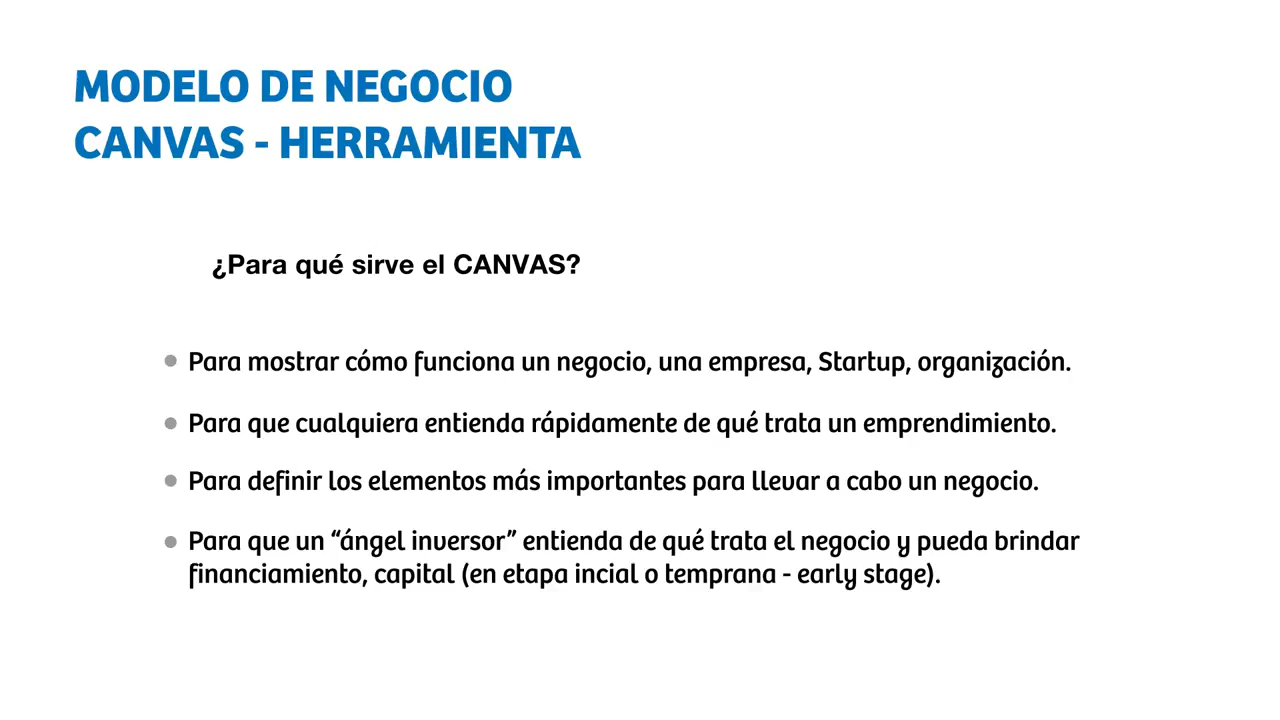 MODELO DE NEGOCIO
CANVAS - HERRAMIENTA
¿Para qué sirve el CANVAS?
Para mostrar cómo funciona un negocio, una empresa, Startup, organización.
Para que cualquiera entienda rápidamente de qué trata un emprendimiento.
Para definir los elementos más importantes para llevar a cabo un negocio.
Para que un “ángel inversor” entienda de qué trata el negocio y pueda brindar
financiamiento, capital (en etapa incial o temprana - early stage).